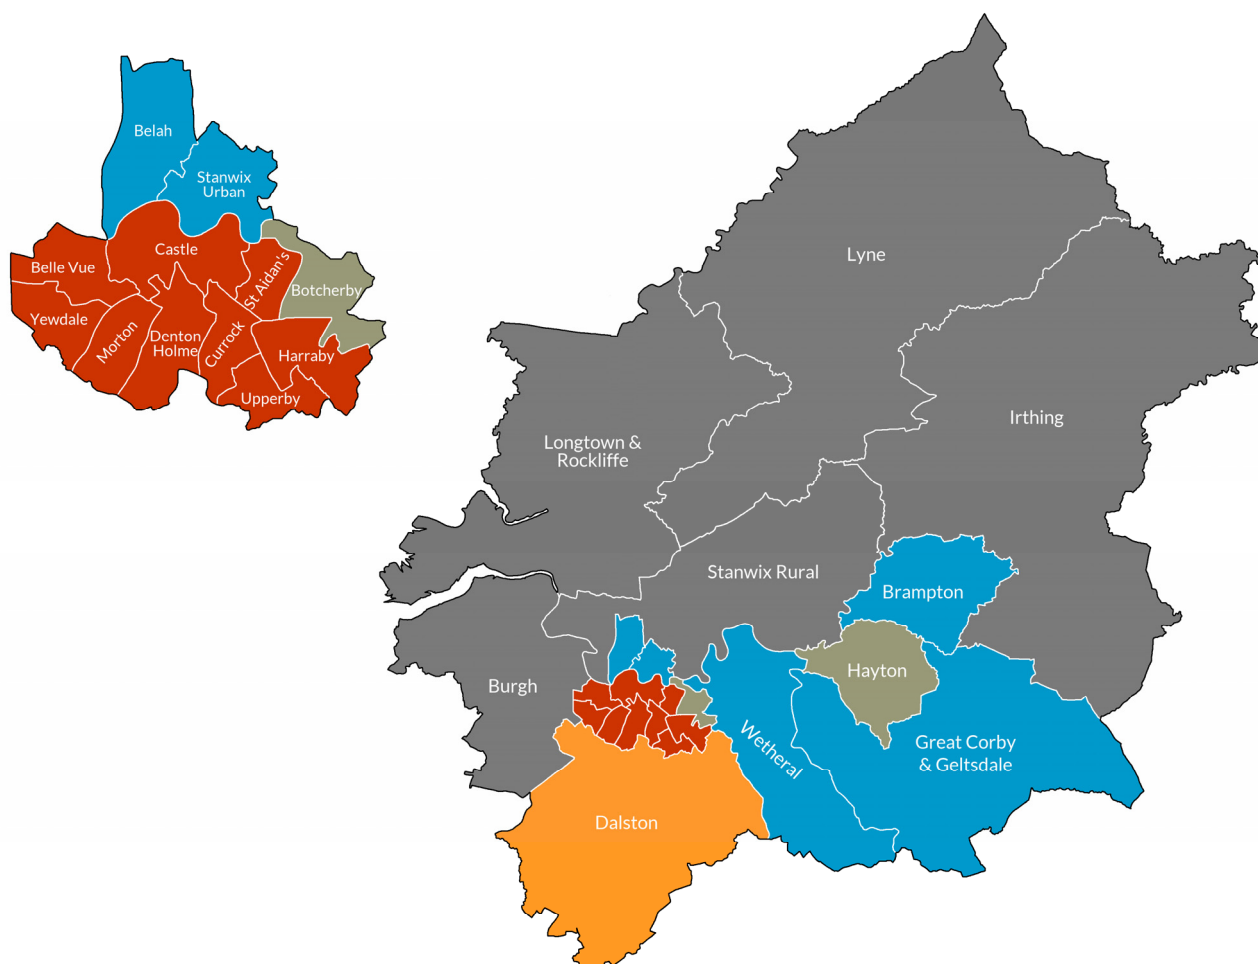 Belah
Stanwix
Urban
Castle
Belle Vue
St Aidan's
Botcherby
Yewdale
Morton
Denton
Holme
Currock
Harraby
Upperby
Lyne
Irthing
Longtown &
Rockliffe
Stanwix Rural
Brampton
Hayton
Burgh
Wetheral
Great Corby
& Geltsdale
Dalston